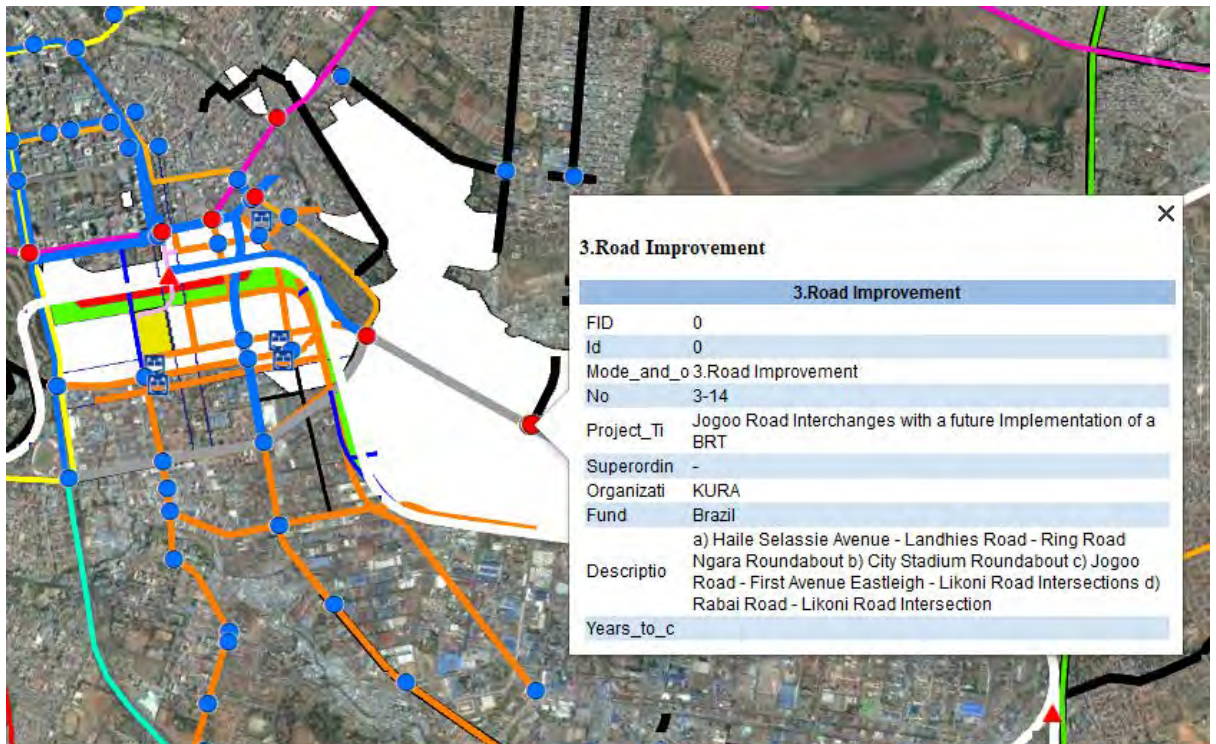 3.Road Improvement
3.Road Improvement
FID 0
Id 0
Mode_and_o 3.Road Improvement
No 3-14
Project_Ti Jogoo Road Interchanges with a future Implementation of a
BRT
Superordin -
Organizati KURA
Fund Brazil
Descriptio a) Haile Selassie Avenue - Landhies Road - Ring Road
Ngara Roundabout b) City Stadium Roundabout c) Jogoo
Road - First Avenue Eastleigh - Likoni Road Intersections d)
Rabai Road - Likoni Road Intersection
Years_to_c